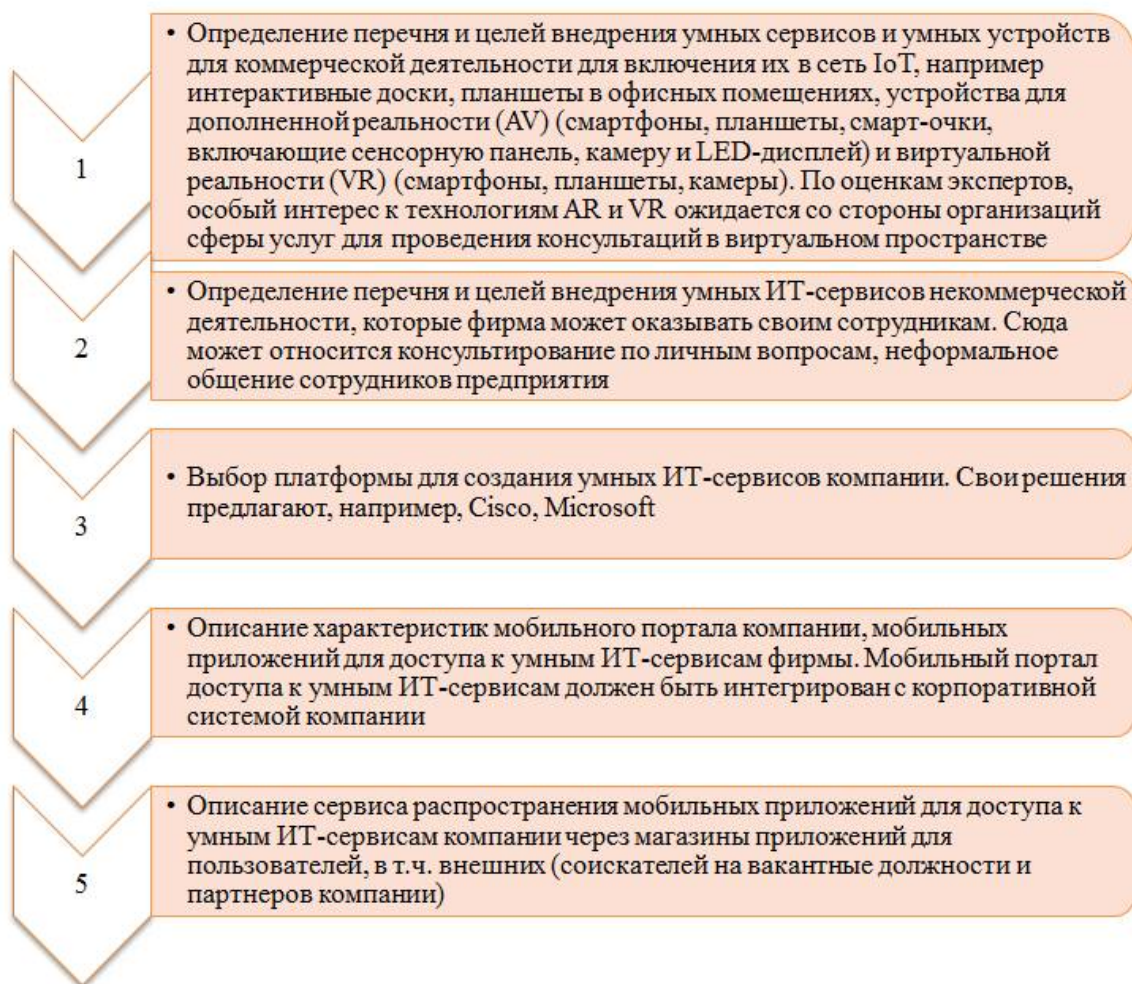 1
• Определение перечня и целей внедрения умных сервисов и умных устройств
для коммерческой деятельности для включения их в сеть IoT, например
интерактивные доски, планшеты в офисных помещениях, устройства для
дополненной реальности (AV) (смартфоны, планшеты, смарт-очки,
включающие сенсорную панель, камеру и LED-дисплей) и виртуальной
реальности (VR) (смартфоны, планшеты, камеры). По оценкам экспертов,
особый интерес к технологиям AR и VR ожидается со стороны организаций
сферы услуг для проведения консультаций в виртуальном пространстве
2
• Определение перечня и целей внедрения умных ИТ-сервисов некоммерческой
деятельности, которые фирма может оказывать своим сотрудникам. Сюда
может относится консультирование по личным вопросам, неформальное
общение сотрудников предприятия
3
• Выбор платформы для создания умных ИТ-сервисов компании. Свои решения
предлагают, например, Cisco, Microsoft
4
• Описание характеристик мобильного портала компании, мобильных
приложений для доступа к умным ИТ-сервисам фирмы. Мобильный портал
доступа к умным ИТ-сервисам должен быть интегрирован с корпоративной
системой компании
5
• Описание сервиса распространения мобильных приложений для доступа к
умным ИТ-сервисам компании через магазины приложений для
пользователей, в т.ч. внешних (соискателей на вакантные должности и
партнеров компании)